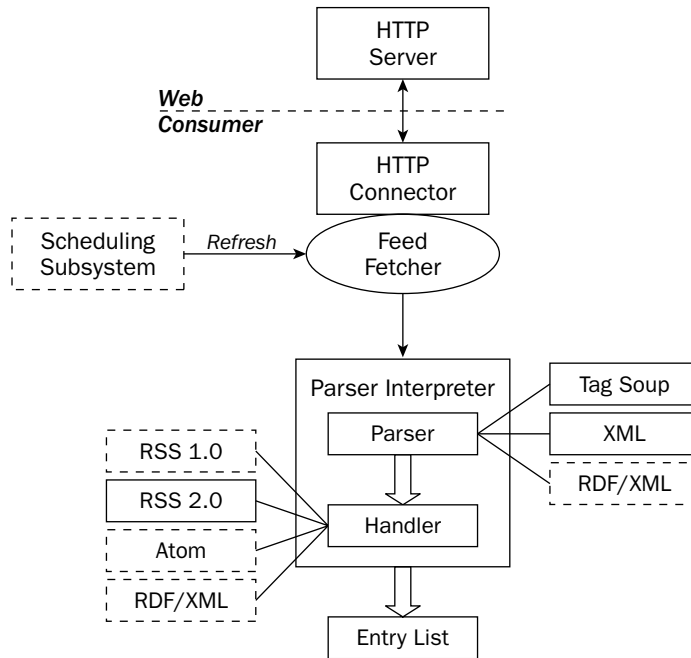 HTTP
Server
Web
Consumer
HTTP
Connector
Scheduling
Subsystem
Refresh
Feed
Fetcher
Parser Interpreter
Tag Soup
Parser
XML
RSS 1.0
RDF/XML
RSS 2.0
Handler
Atom
RDF/XML
Entry List